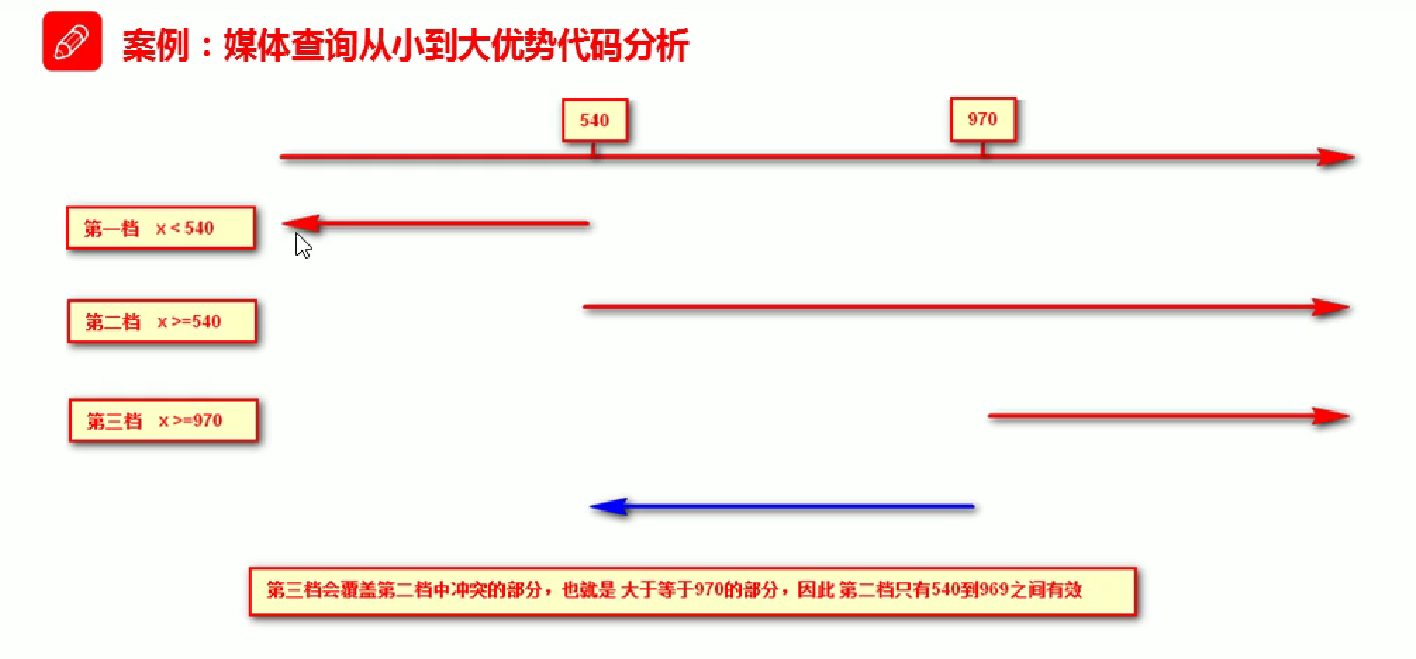 案例：媒体查询从小到大优势代码分析
540
970
第一档 x < 540
第二档 x >=540
第三档 x >=970
第三档会覆盖第二档中冲突的部分，也就是 大于等于970的部分，因此 第二档只有540到969之间有效